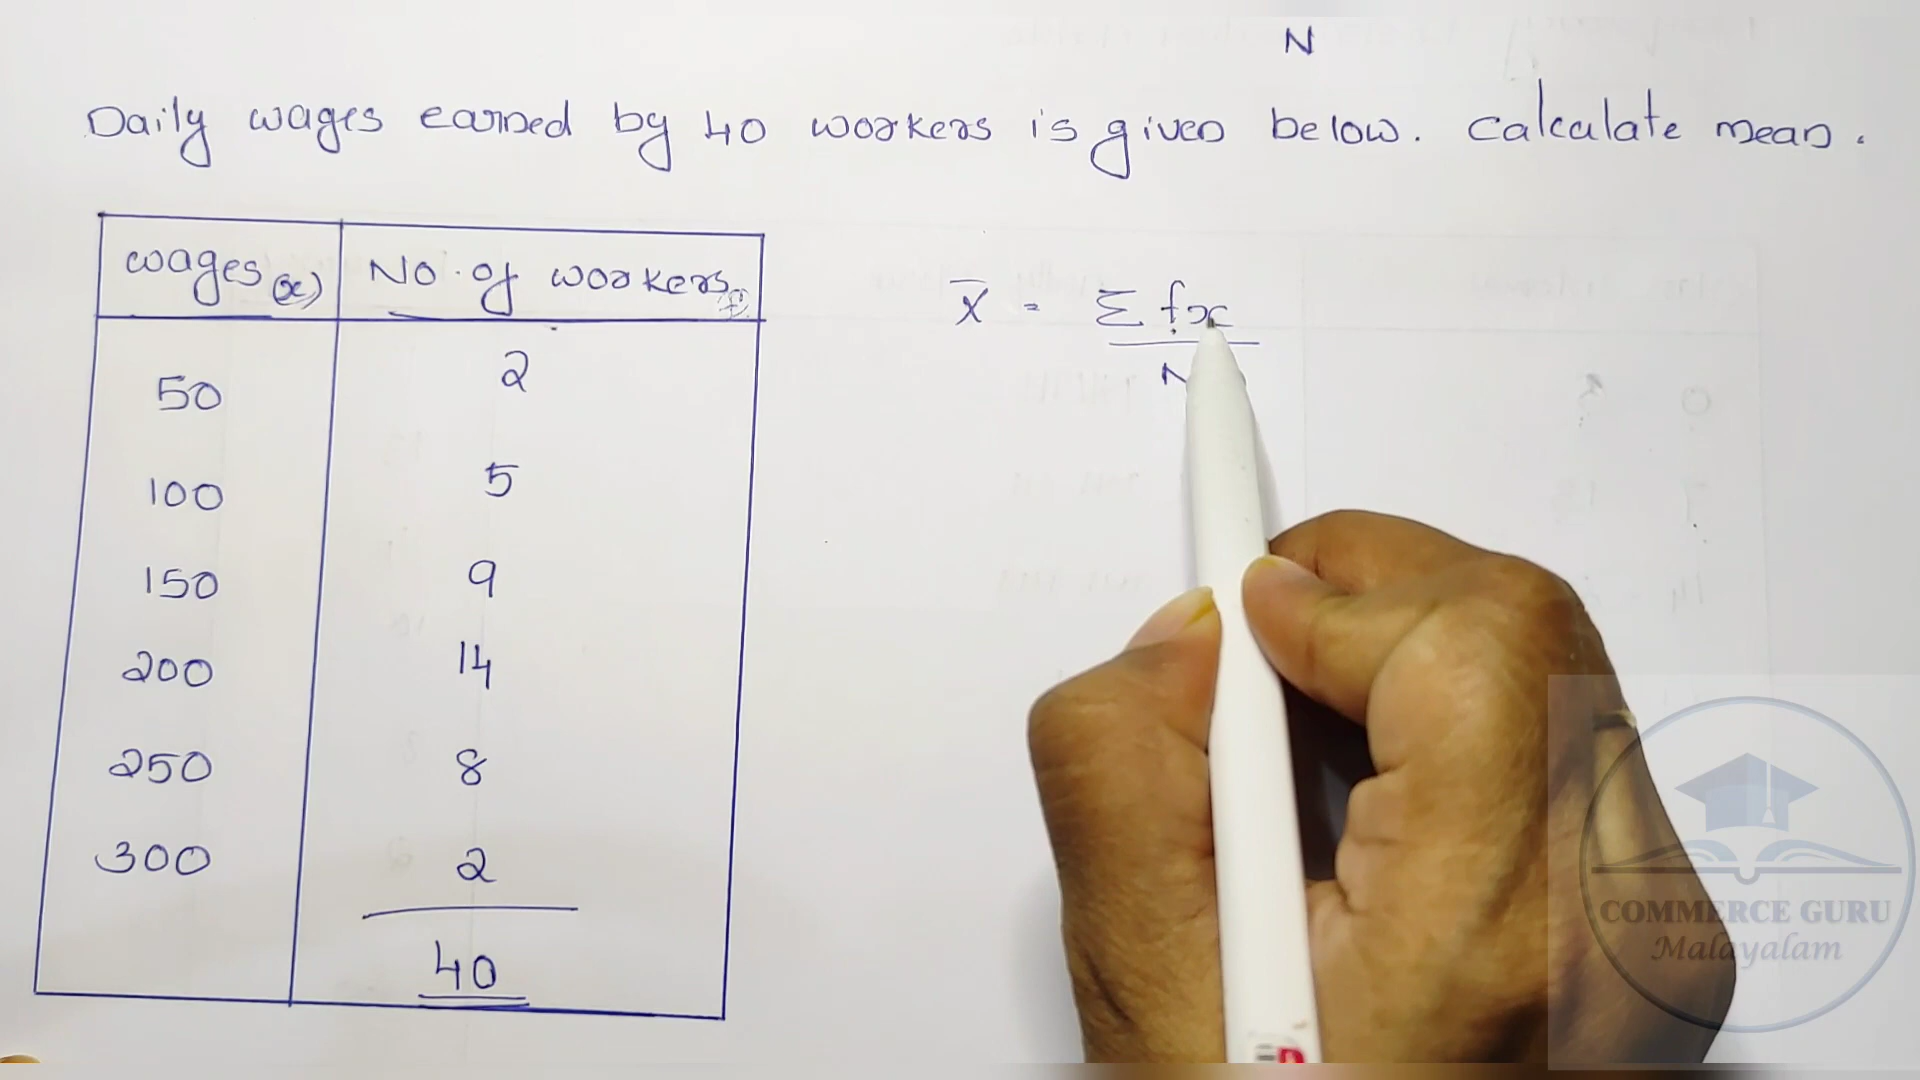 N
Daily wages earned by 40 workers is given below. Calculate mean.
wages (x) No. of workers f
50 2
100 5
150 9
200 14
250 8
300 2
40
X̅ = Σ fx
N
COMMERCE GURU
Malayalam